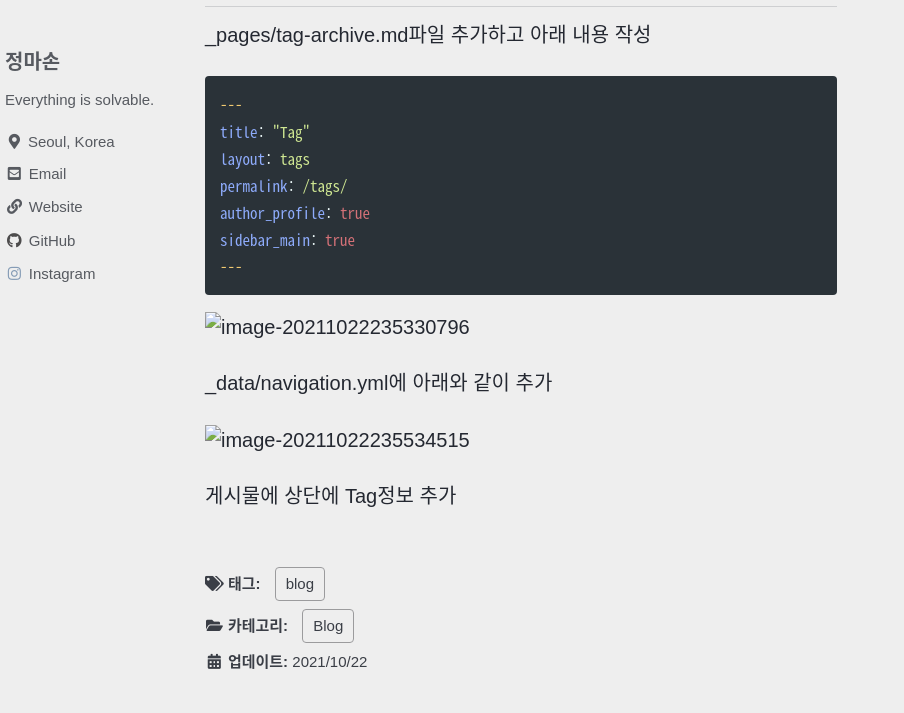 정마손
Everything is solvable.
Seoul, Korea
Email
Website
GitHub
Instagram
_pages/tag-archive.md파일 추가하고 아래 내용 작성
---
title: "Tag"
layout: tags
permalink: /tags/
author_profile: true
sidebar_main: true
---
image-20211022235330796
_data/navigation.yml에 아래와 같이 추가
image-20211022235534515
게시물에 상단에 Tag정보 추가
태그: blog
카테고리: Blog
업데이트: 2021/10/22